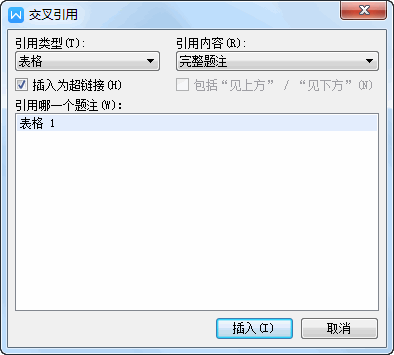 交叉引用
引用类型(T): 引用内容(R):
表格 完整题注
插入为超链接(H) 包括“见上方” / “见下方”(N)
引用哪一个题注(W):
表格 1
插入(I) 取消